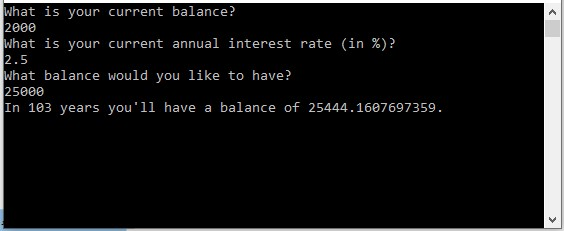 What is your current balance?
2000
What is your current annual interest rate (in %)?
2.5
What balance would you like to have?
25000
In 103 years you'll have a balance of 25444.1607697359.